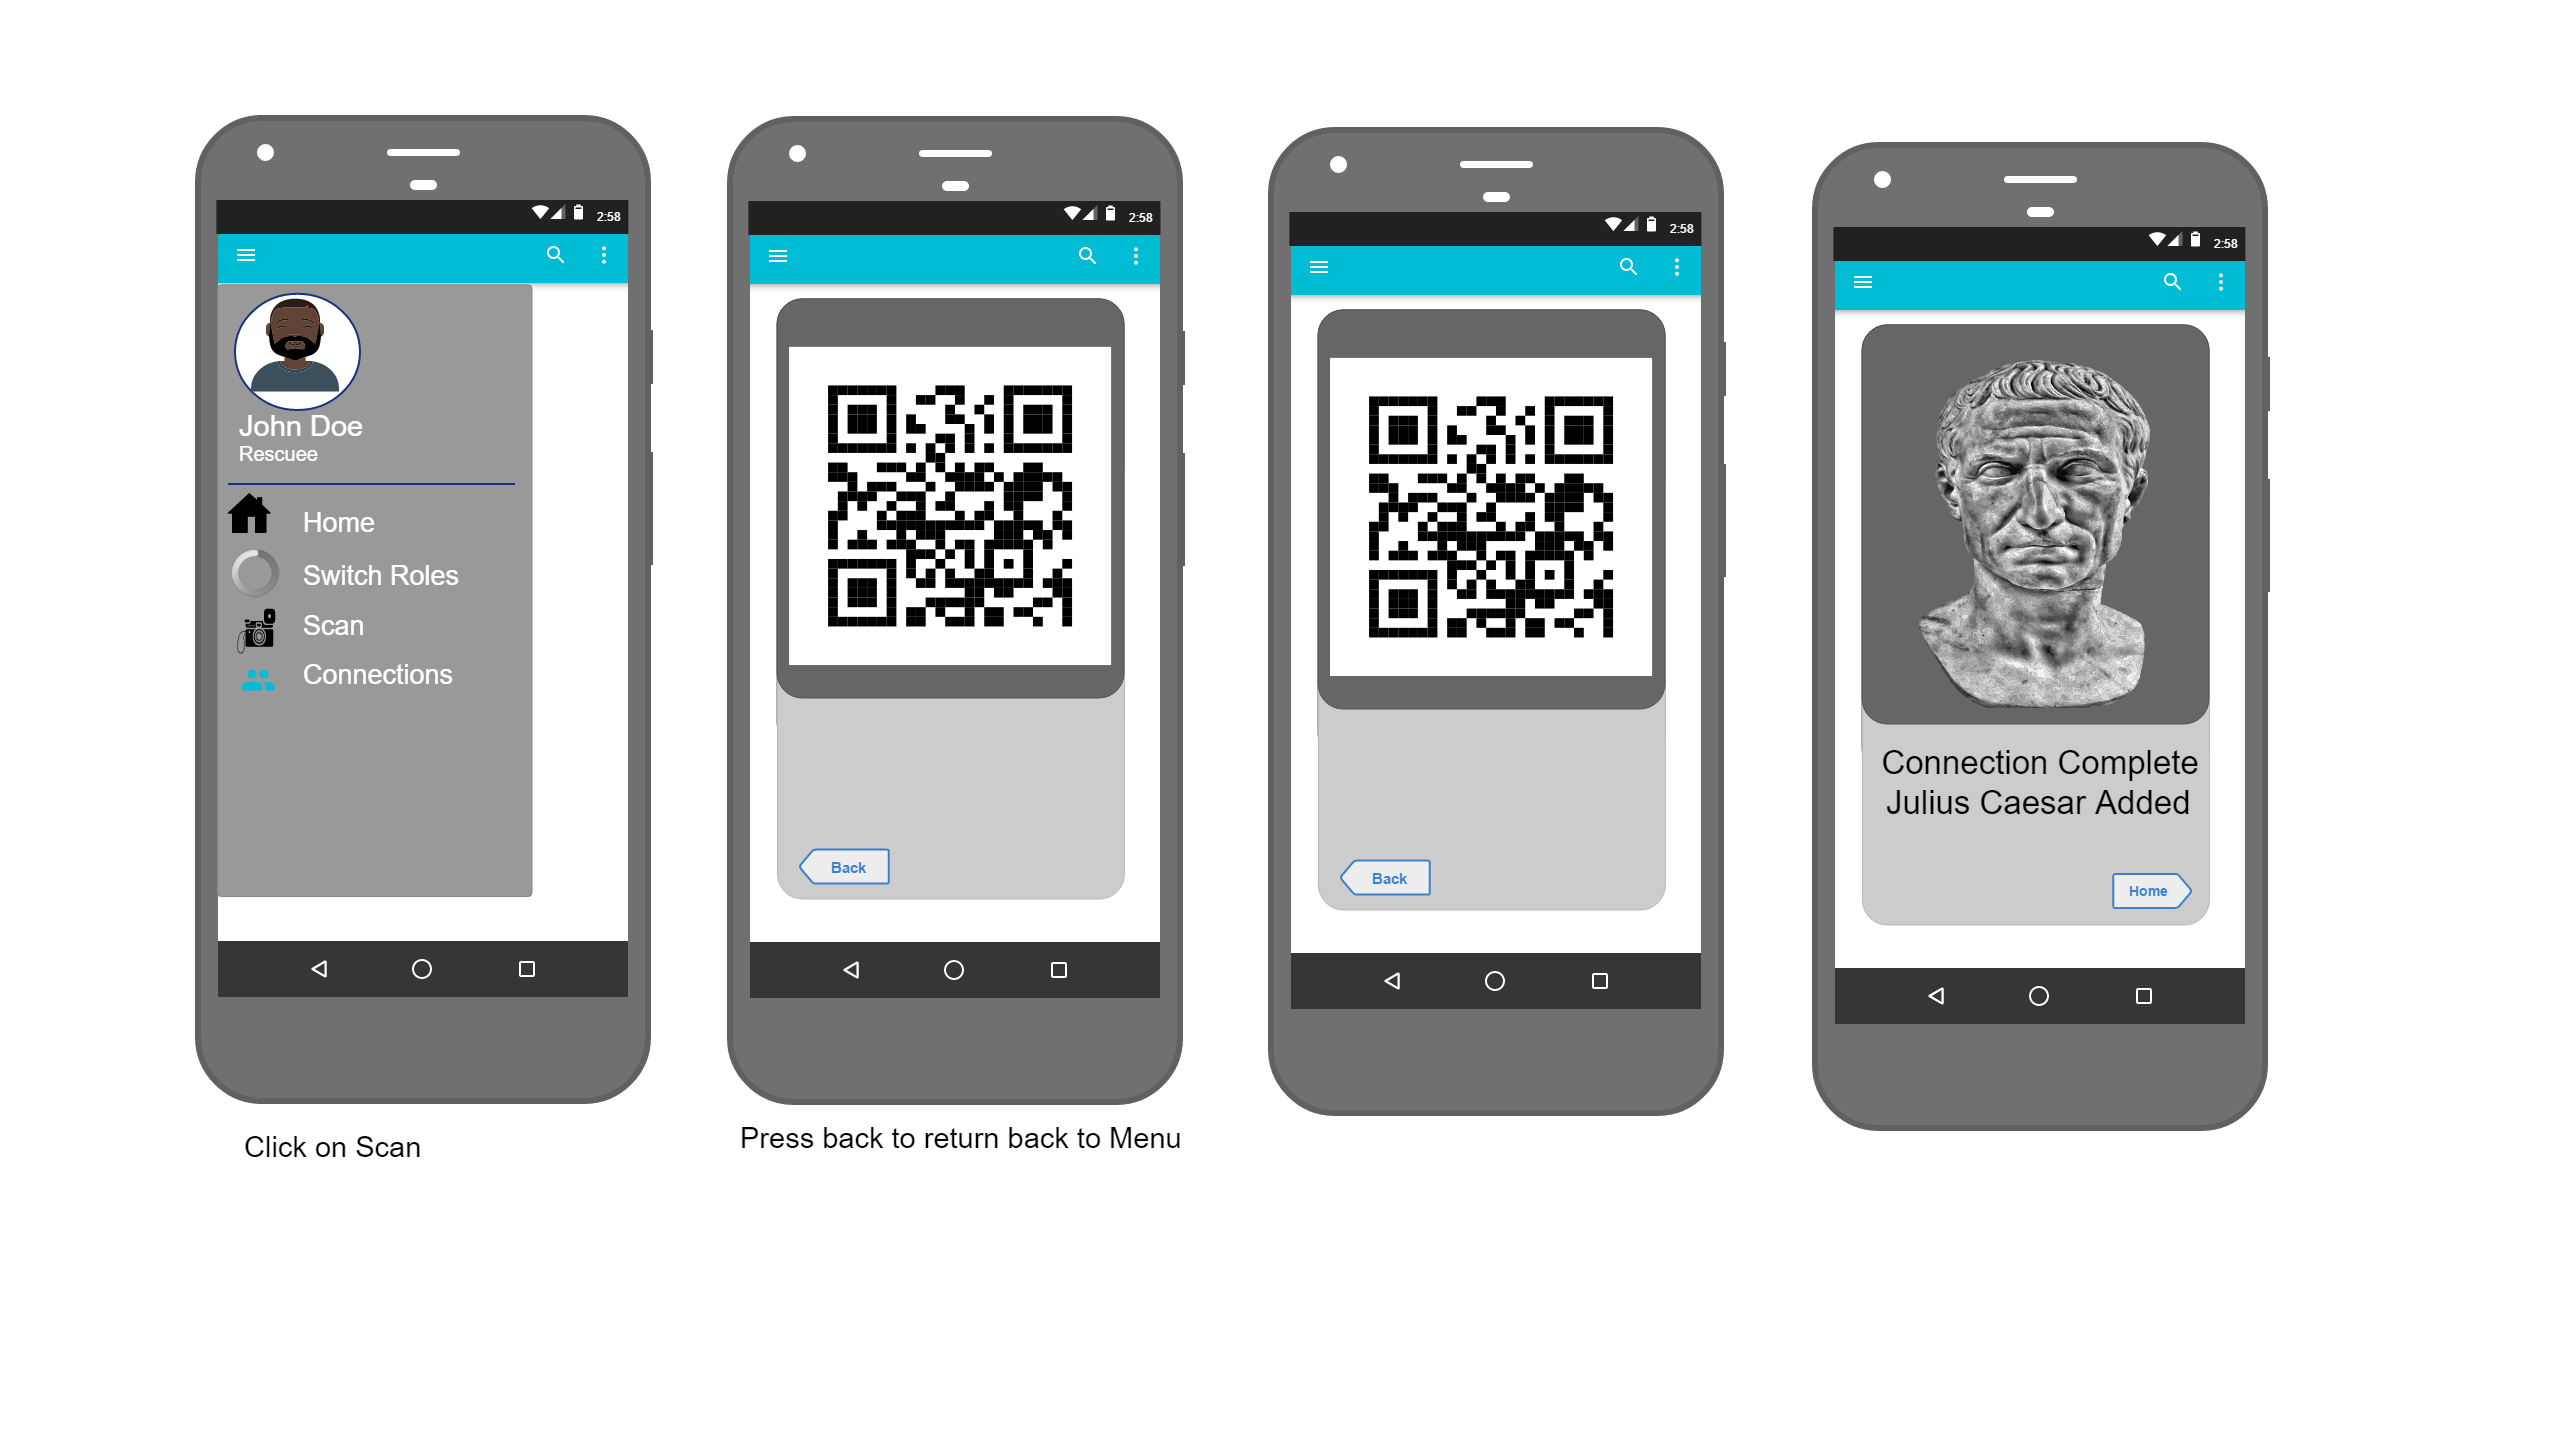 2:58
John Doe
Rescuee
Home
Switch Roles
Scan
Connections
Click on Scan
2:58
Back
Press back to return back to Menu
2:58
Back
2:58
Connection Complete
Julius Caesar Added
Home